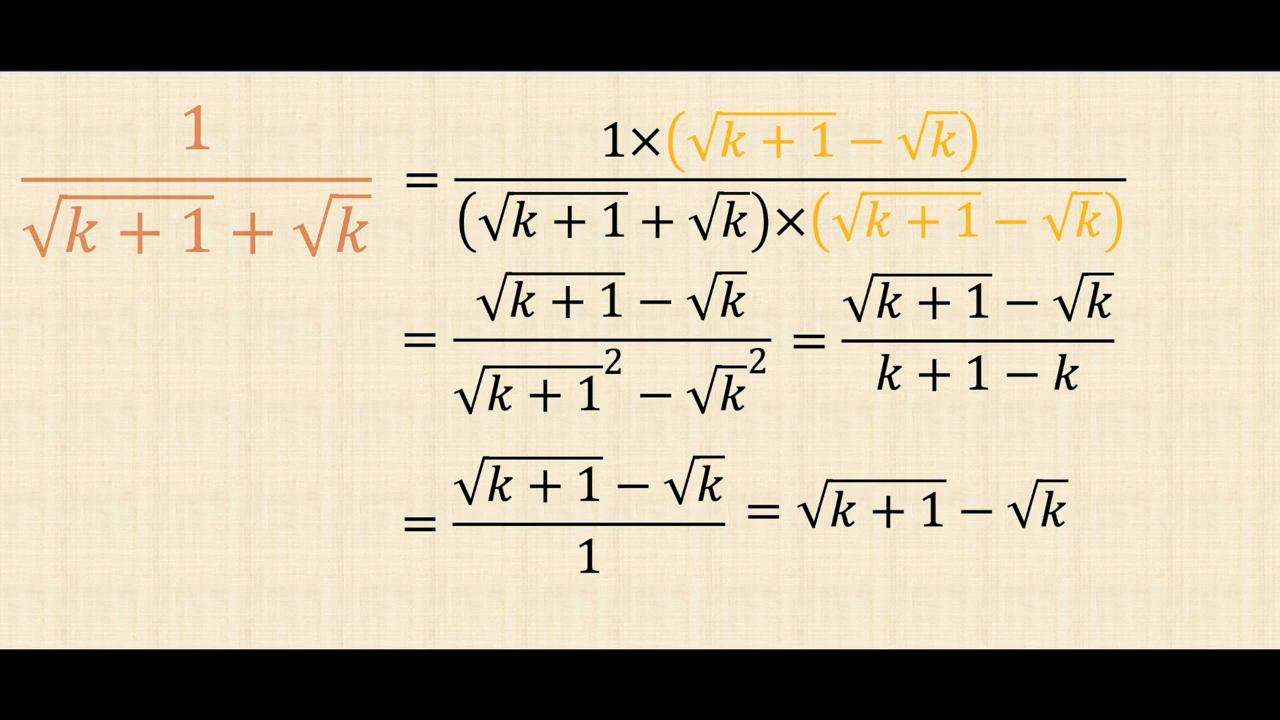 1/(√(k+1) + √k) = 1×(√(k+1) − √k)/((√(k+1) + √k)×(√(k+1) − √k))
= (√(k+1) − √k)/(√(k+1)² − √k²) = (√(k+1) − √k)/(k+1−k)
= (√(k+1) − √k)/1 = √(k+1) − √k